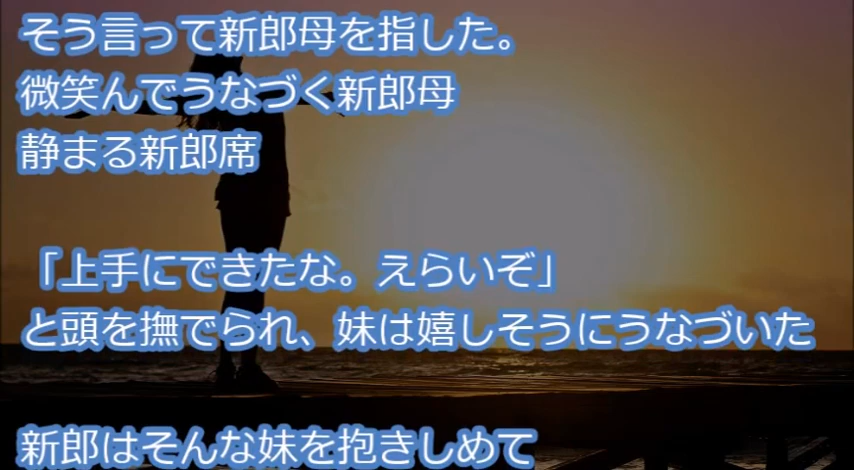 そう言って新郎母を指した。
微笑んでうなづく新郎母
静まる新郎席
「上手にできたな。えらいぞ」
と頭を撫でられ、妹は嬉しそうにうなづいた
新郎はそんな妹を抱きしめて